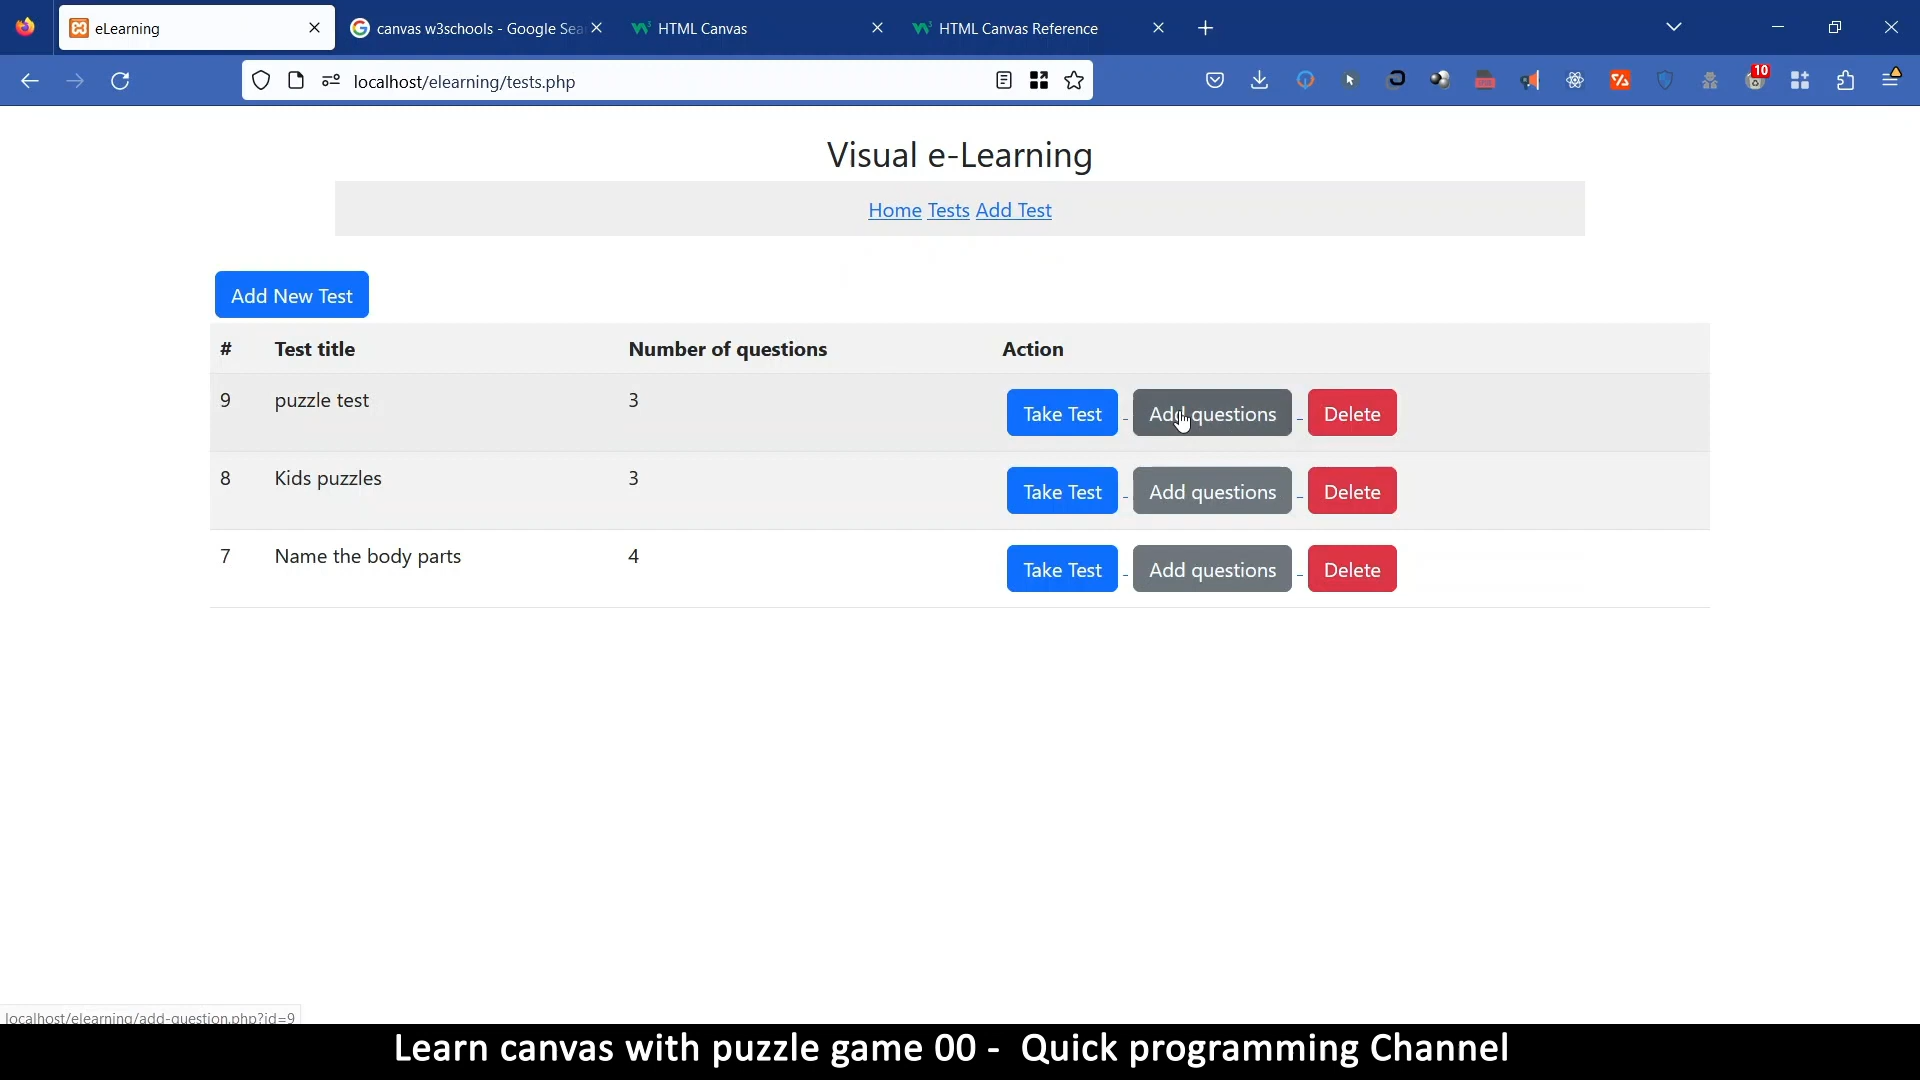 eLearning
canvas w3schools - Google Sea
HTML Canvas
HTML Canvas Reference
localhost/elearning/tests.php
10
Visual e-Learning
Home Tests Add Test
Add New Test
# Test title Number of questions Action
9 puzzle test 3 Take Test Add questions Delete
8 Kids puzzles 3 Take Test Add questions Delete
7 Name the body parts 4 Take Test Add questions Delete
localhost/elearning/add-question.php?id=9
Learn canvas with puzzle game 00 - Quick programming Channel